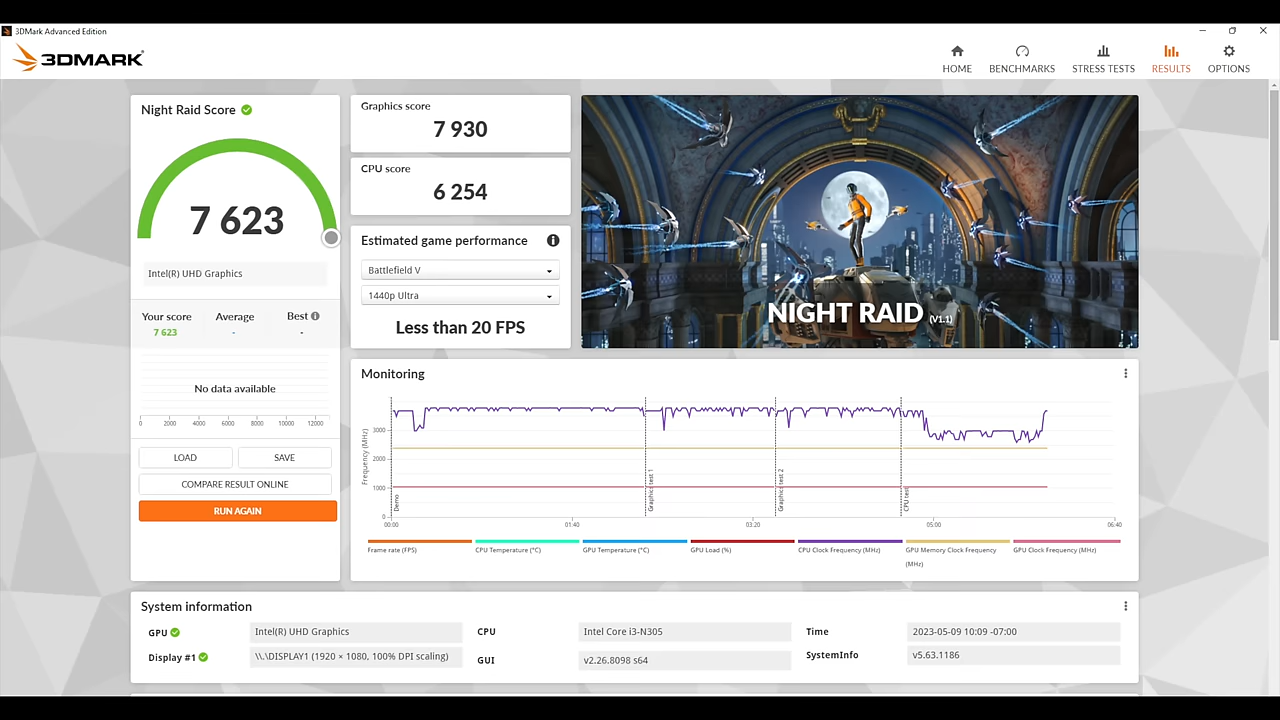 3DMark Advanced Edition
3DMARK
HOME
BENCHMARKS
STRESS TESTS
RESULTS
OPTIONS
Night Raid Score
7 623
Intel(R) UHD Graphics
Your score
Average
Best
7 623
-
-
No data available
0 2000 4000 6000 8000 10000 12000
LOAD
SAVE
COMPARE RESULT ONLINE
RUN AGAIN
Graphics score
7 930
CPU score
6 254
Estimated game performance
Battlefield V
1440p Ultra
Less than 20 FPS
NIGHT RAID (V1.1)
Monitoring
Frequency (MHz)
3000
2000
1000
0
Demo
Graphics test 1
Graphics test 2
CPU test
00:00 01:40 03:20 05:00 06:40
Frame rate (FPS)
CPU Temperature (°C)
GPU Temperature (°C)
GPU Load (%)
CPU Clock Frequency (MHz)
GPU Memory Clock Frequency
(MHz)
GPU Clock Frequency (MHz)
System information
GPU
Intel(R) UHD Graphics
CPU
Intel Core i3-N305
Time
2023-05-09 10:09 -07:00
Display #1
\\.\DISPLAY1 (1920 × 1080, 100% DPI scaling)
GUI
v2.26.8098 s64
SystemInfo
v5.63.1186